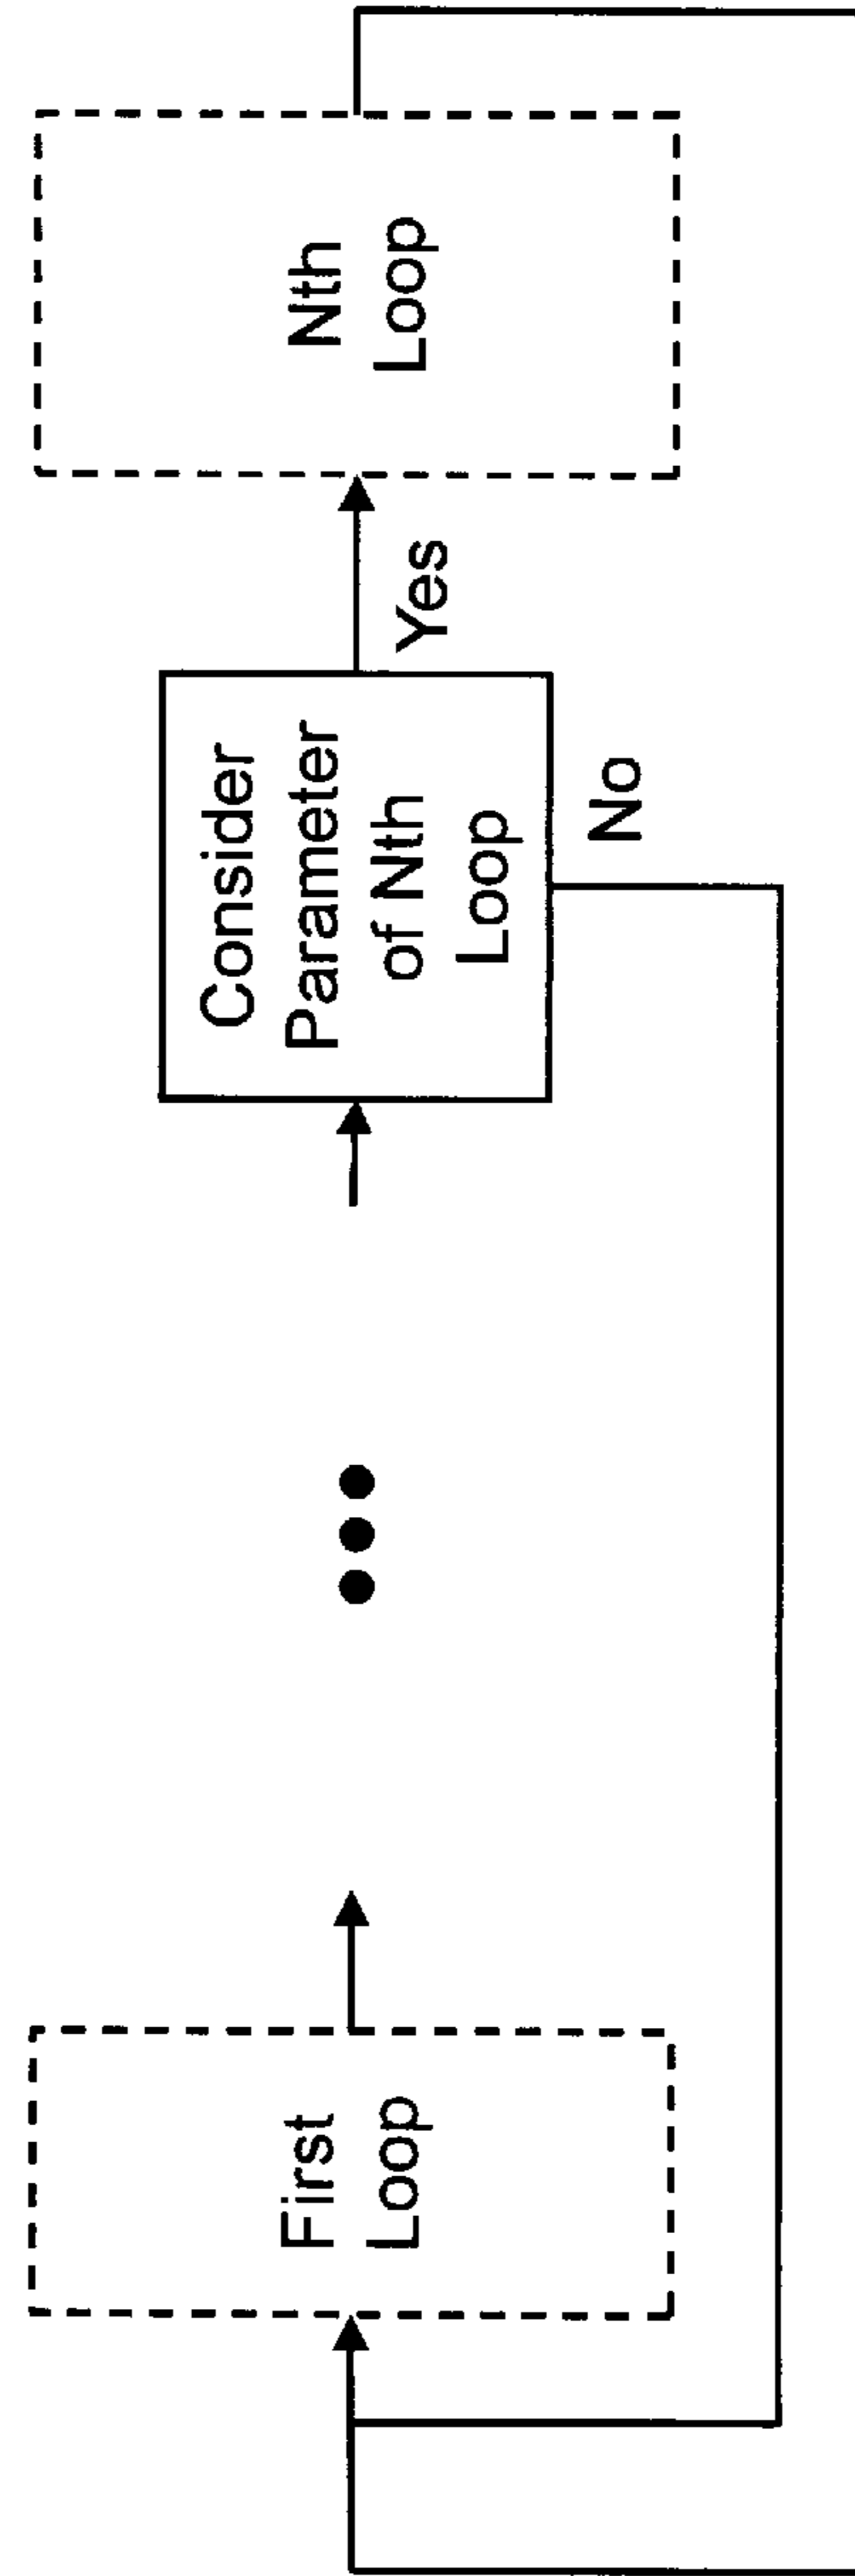 First
Loop
Consider
Parameter
of Nth
Loop
Yes
No
Nth
Loop